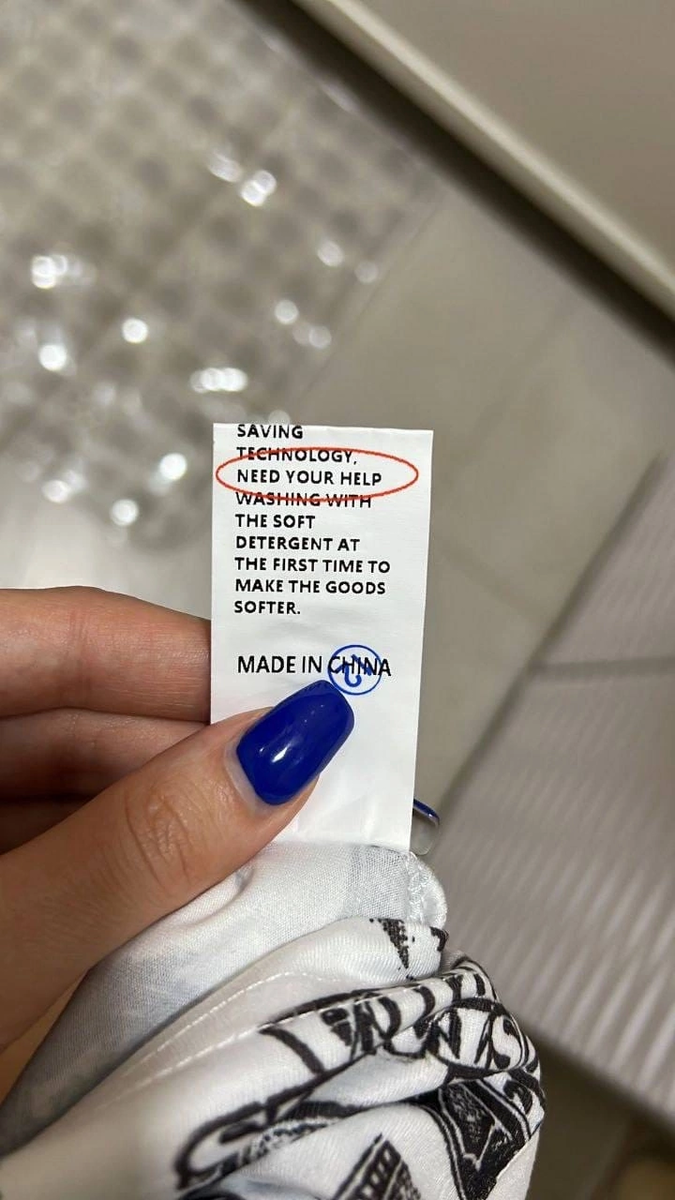 SAVING
TECHNOLOGY,
NEED YOUR HELP
WASHING WITH
THE SOFT
DETERGENT AT
THE FIRST TIME TO
MAKE THE GOODS
SOFTER.
MADE IN CHINA